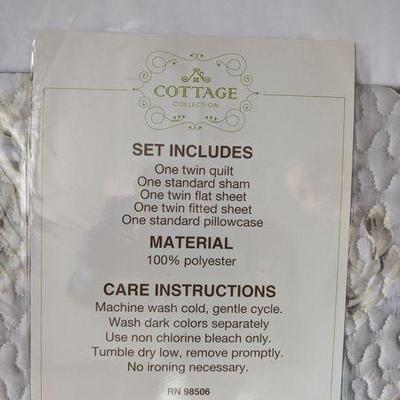 COTTAGE
COLLECTION
SET INCLUDES
One twin quilt
One standard sham
One twin flat sheet
One twin fitted sheet
One standard pillowcase
MATERIAL
100% polyester
CARE INSTRUCTIONS
Machine wash cold, gentle cycle.
Wash dark colors separately
Use non chlorine bleach only.
Tumble dry low, remove promptly.
No ironing necessary.
RN 98506